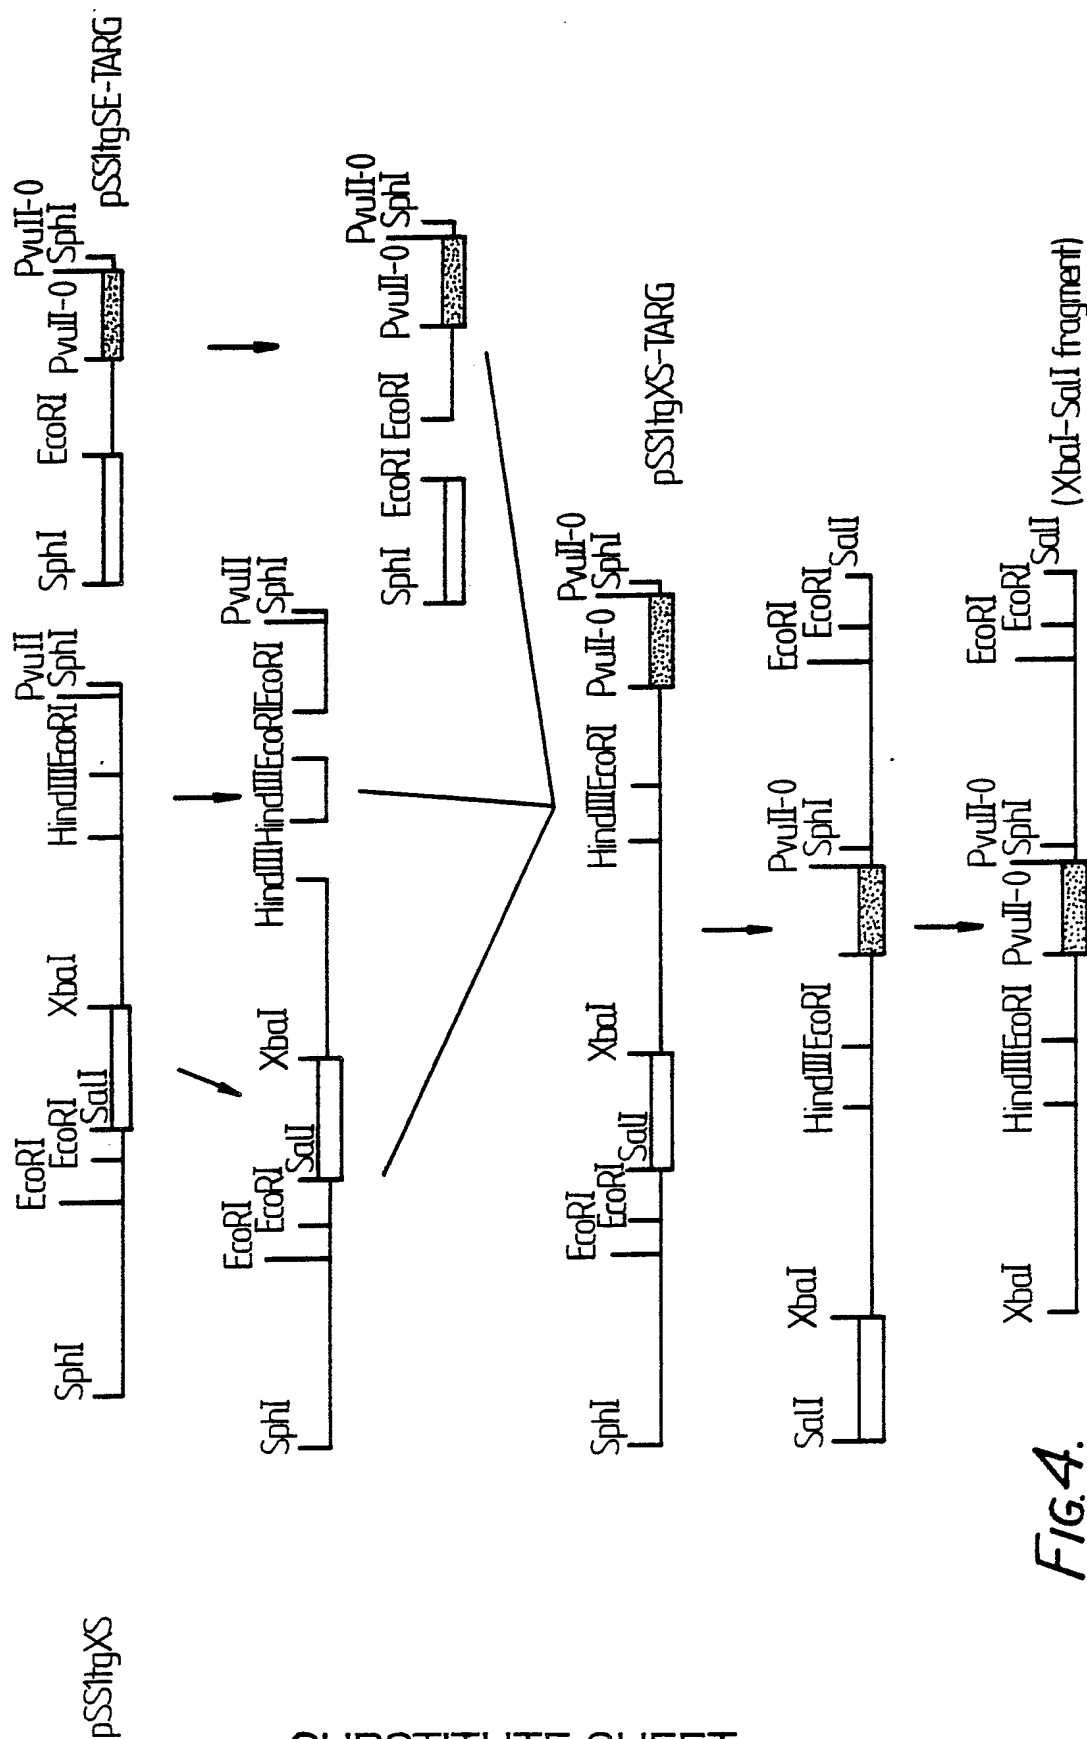 pSS1tgXS
SphI
EcoRI
EcoRI
SalI
XbaI
HindIII
EcoRI
PvuII
SphI
SphI
EcoRI
PvuII-0
PvuII-0
SphI
pSS1tgSE-TARG
SphI
EcoRI
EcoRI
SalI
XbaI
HindIII
HindIII
EcoRI
EcoRI
PvuII
SphI
SphI
EcoRI
EcoRI
PvuII-0
PvuII-0
SphI
SphI
EcoRI
EcoRI
SalI
XbaI
HindIII
EcoRI
PvuII-0
PvuII-0
SphI
pSS1tgXS-TARG
SalI
XbaI
HindIII
EcoRI
PvuII-0
SphI
EcoRI
EcoRI
SalI
XbaI
HindIII
EcoRI
PvuII-0
PvuII-0
SphI
EcoRI
EcoRI
SalI
(XbaI-SalI fragment)
FIG.4.
SUBSTITUTE SHEET